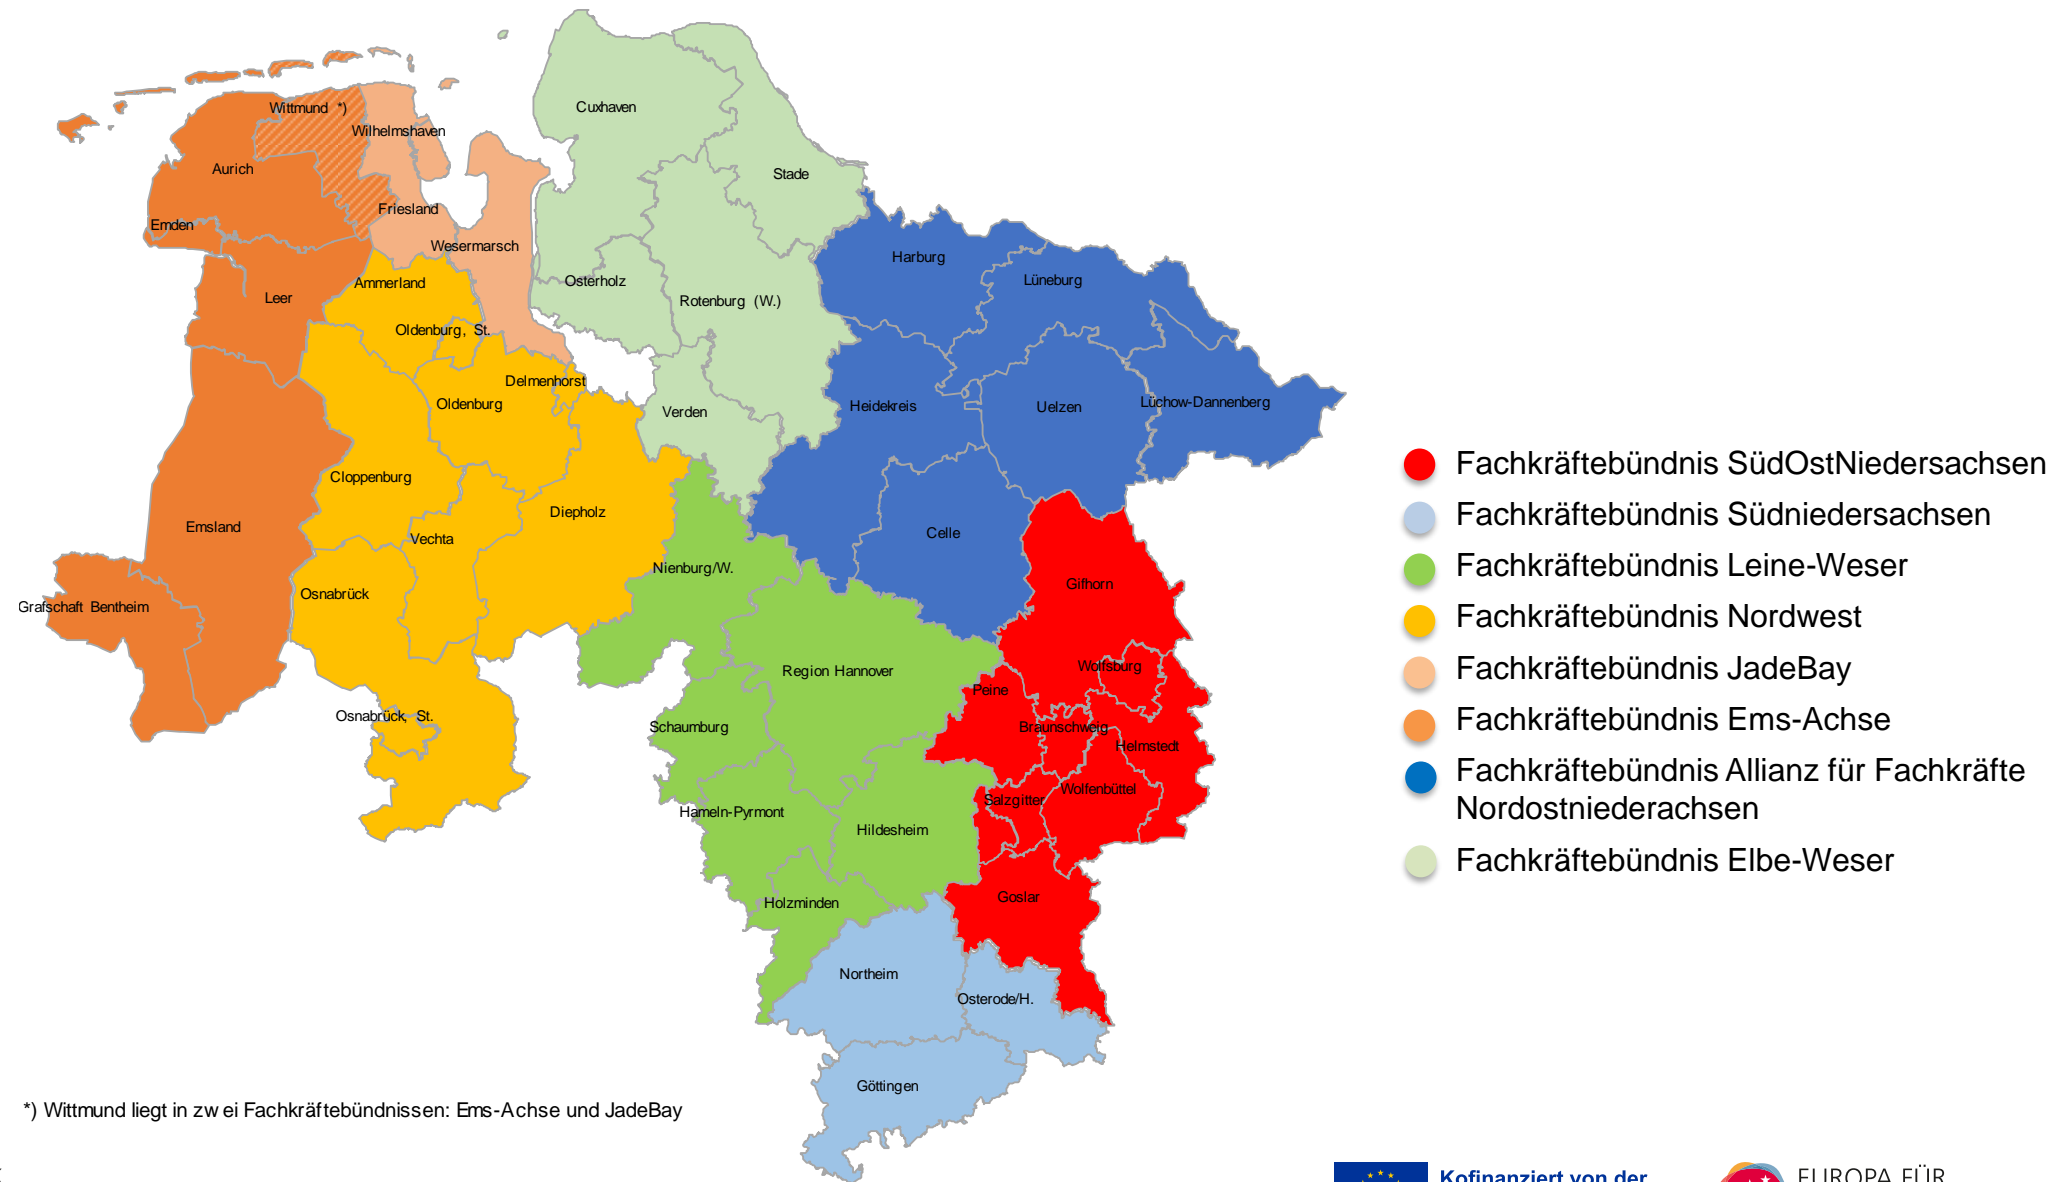 Cuxhaven
Wittmund *)
Wilhelmshaven
Aurich
Stade
Friesland
Emden
Wesermarsch
Harburg
Ammerland
Osterholz
Lüneburg
Leer
Rotenburg (W.)
Oldenburg, St.
Delmenhorst
Oldenburg
Verden
Heidekreis
Uelzen
Lüchow-Dannenberg
Cloppenburg
Fachkräftebündnis SüdOstNiedersachsen
Emsland
Diepholz
Fachkräftebündnis Südniedersachsen
Vechta
Celle
Nienburg/W.
Fachkräftebündnis Leine-Weser
Gifhorn
Osnabrück
Grafschaft Bentheim
Fachkräftebündnis Nordwest
Region Hannover
Wolfsburg
Fachkräftebündnis JadeBay
Peine
Osnabrück, St.
Schaumburg
Braunschweig
Fachkräftebündnis Ems-Achse
Helmstedt
Fachkräftebündnis Allianz für Fachkräfte
Nordostniederachsen
Wolfenbüttel
Salzgitter
Hameln-Pyrmont
Hildesheim
Fachkräftebündnis Elbe-Weser
Goslar
Holzminden
Northeim
Osterode/H.
Göttingen
*) Wittmund liegt in zwei Fachkräftebündnissen: Ems-Achse und JadeBay
Kofinanziert von der
EUROPA FÜR